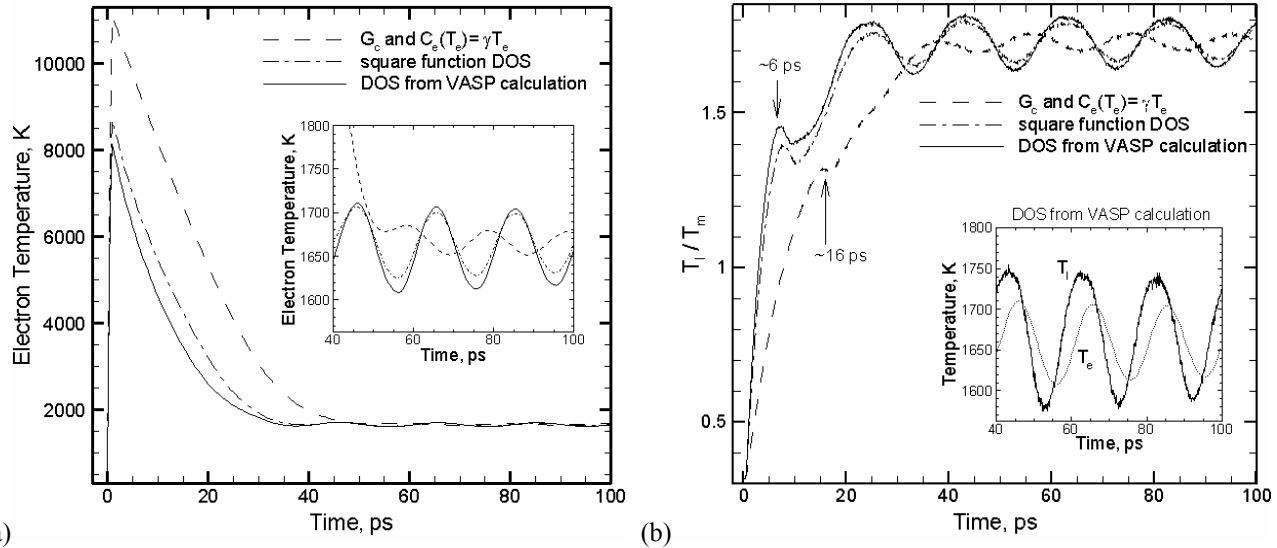 G_c and C_e(T_e) = γT_e
square function DOS
DOS from VASP calculation
Electron Temperature, K
11000
10000
8000
6000
4000
2000
0 20 40 60 80 100
Time, ps
Electron Temperature, K
1800
1700
1600
40 60 80 100
Time, ps
a)
~6 ps
~16 ps
G_c and C_e(T_e) = γT_e
square function DOS
DOS from VASP calculation
T_l / T_m
1.5
1
0.5
0 20 40 60 80 100
Time, ps
DOS from VASP calculation
Temperature, K
1750
1700
1650
1600
T_l
T_e
40 60 80 100
Time, ps
(b)